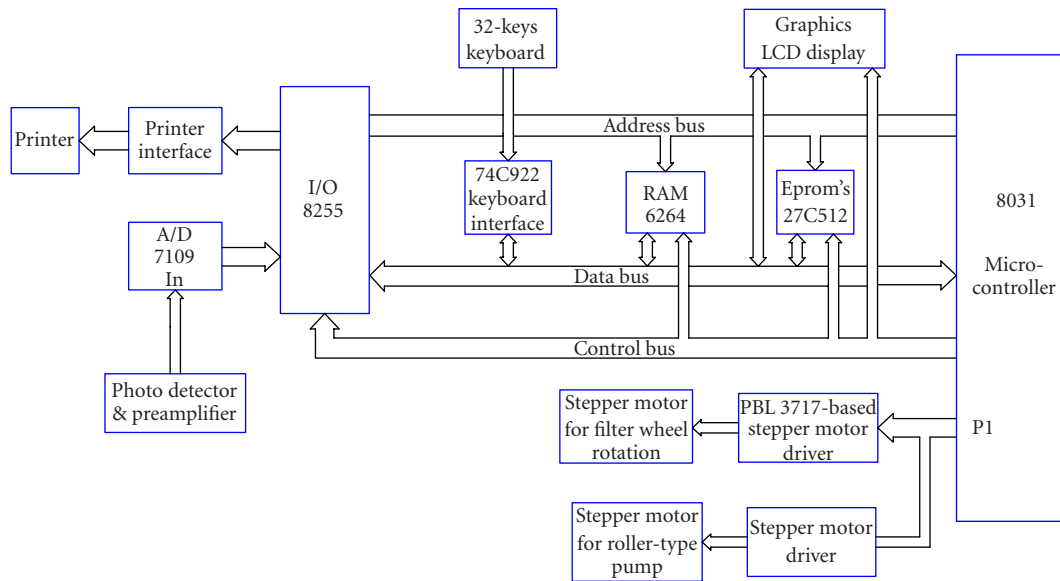 32-keys
keyboard
Graphics
LCD display
Printer
Printer
interface
I/O
8255
Address bus
74C922
keyboard
interface
RAM
6264
Eprom's
27C512
8031
Micro-
controller
A/D
7109
In
Data bus
Control bus
Photo detector
& preamplifier
Stepper motor
for filter wheel
rotation
PBL 3717-based
stepper motor
driver
P1
Stepper motor
for roller-type
pump
Stepper motor
driver